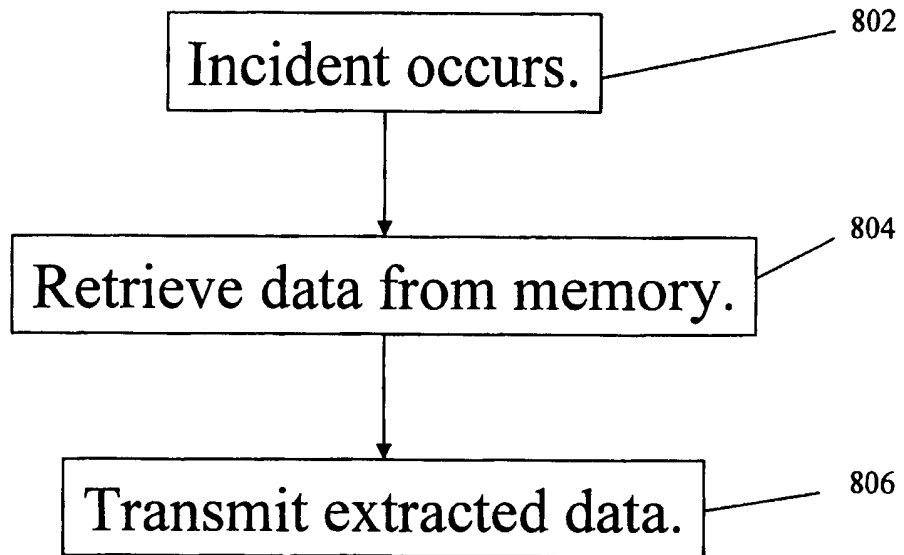 802
Incident occurs.
804
Retrieve data from memory.
806
Transmit extracted data.